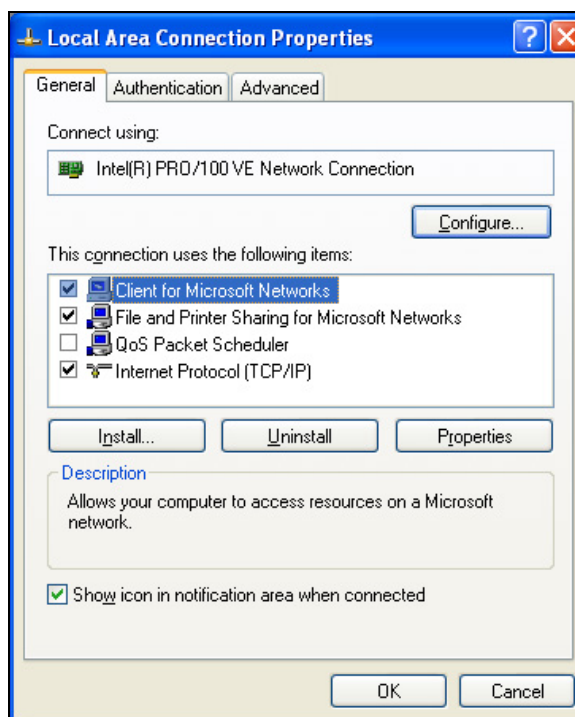 Local Area Connection Properties
General Authentication Advanced
Connect using:
Intel(R) PRO/100 VE Network Connection
Configure...
This connection uses the following items:
Client for Microsoft Networks
File and Printer Sharing for Microsoft Networks
QoS Packet Scheduler
Internet Protocol (TCP/IP)
Install... Uninstall Properties
Description
Allows your computer to access resources on a Microsoft
network.
Show icon in notification area when connected
OK Cancel